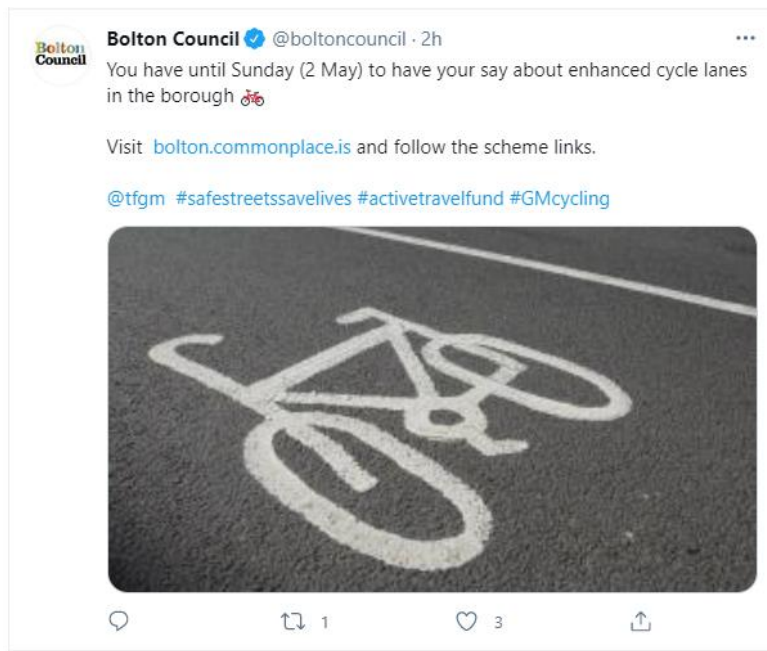 Bolton
Council
Bolton Council @boltoncouncil · 2h
You have until Sunday (2 May) to have your say about enhanced cycle lanes
in the borough 🚲
Visit bolton.commonplace.is and follow the scheme links.
@tfgm #safestreetssavelives #activetravelfund #GMcycling
1
3